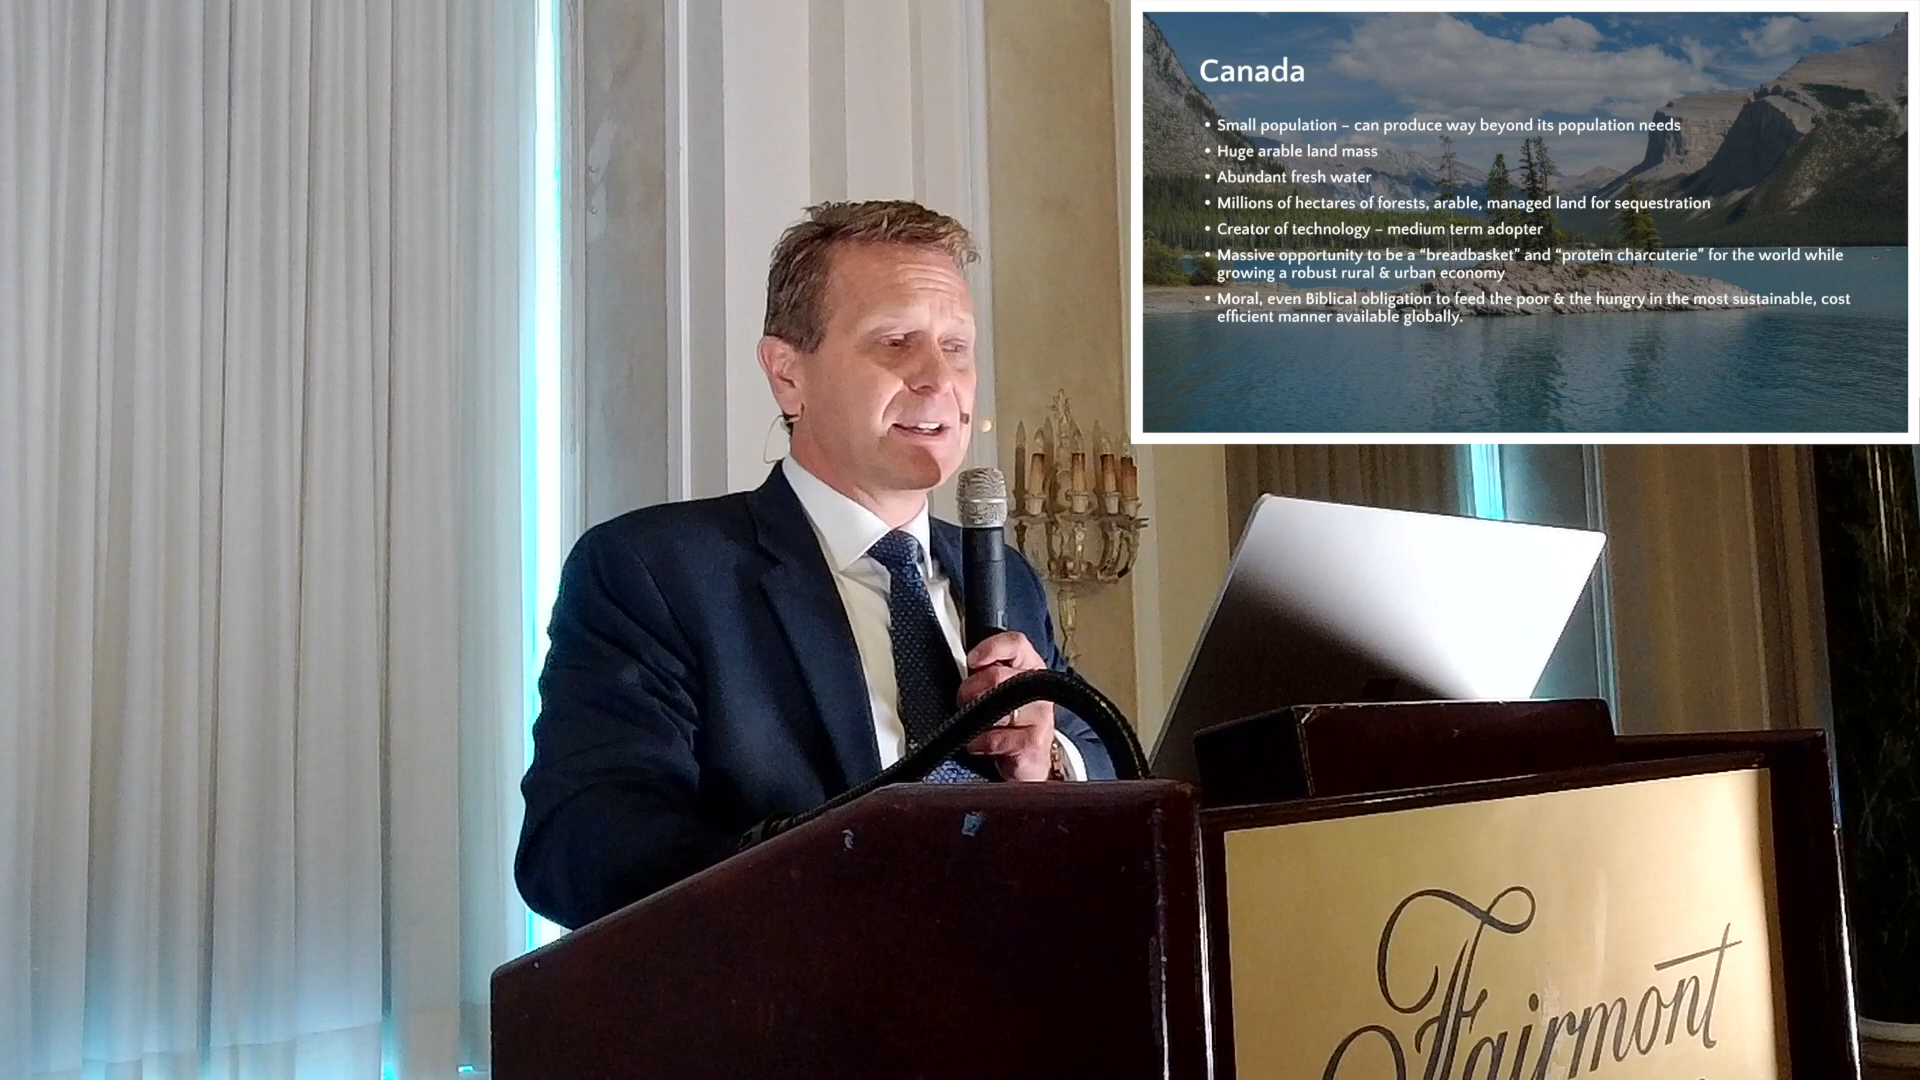 Canada
• Small population – can produce way beyond its population needs
• Huge arable land mass
• Abundant fresh water
• Millions of hectares of forests, arable, managed land for sequestration
• Creator of technology – medium term adopter
• Massive opportunity to be a “breadbasket” and “protein charcuterie” for the world while
growing a robust rural & urban economy
• Moral, even Biblical obligation to feed the poor & the hungry in the most sustainable, cost
efficient manner available globally.
Fairmont